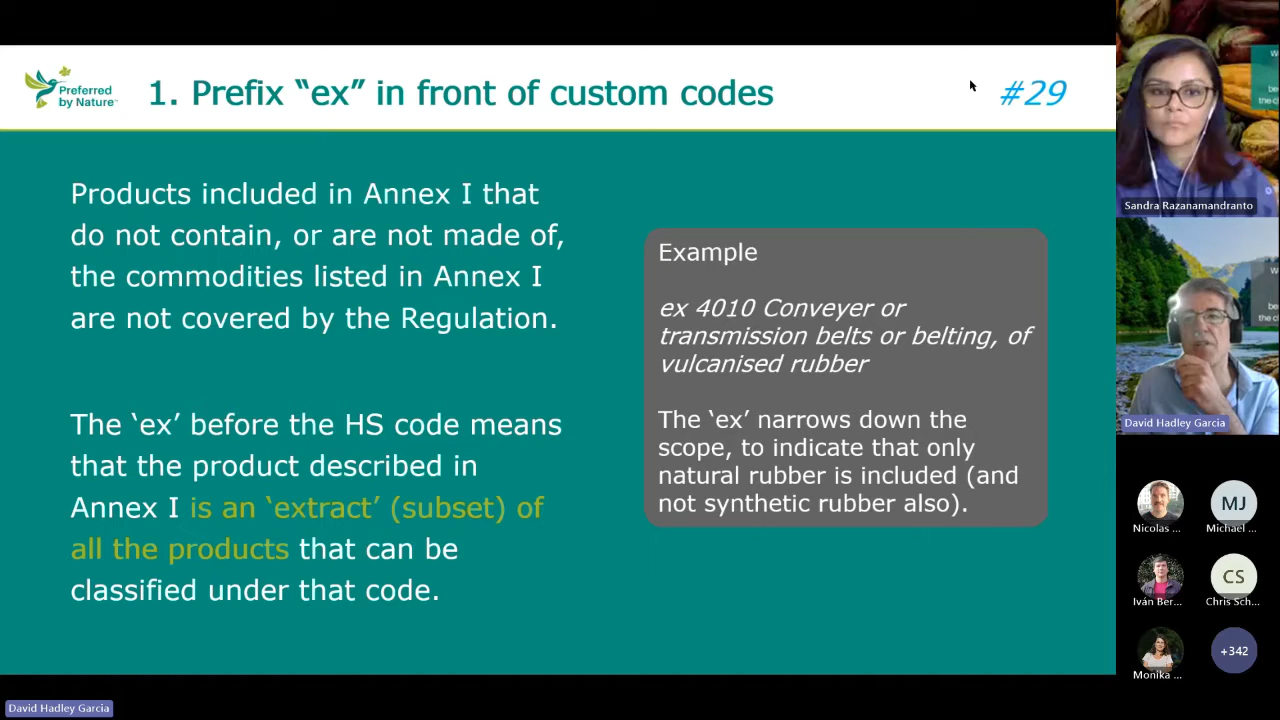 Preferred
by Nature™
1. Prefix “ex” in front of custom codes
#29
Products included in Annex I that
do not contain, or are not made of,
the commodities listed in Annex I
are not covered by the Regulation.
The ‘ex’ before the HS code means
that the product described in
Annex I is an ‘extract’ (subset) of
all the products that can be
classified under that code.
Example
ex 4010 Conveyer or
transmission belts or belting, of
vulcanised rubber
The ‘ex’ narrows down the
scope, to indicate that only
natural rubber is included (and
not synthetic rubber also).
Sandra Razanamandranto
David Hadley Garcia
Nicolas ...
MJ
Michael ...
Iván Ber...
CS
Chris Sch...
Monika ...
+342
David Hadley Garcia